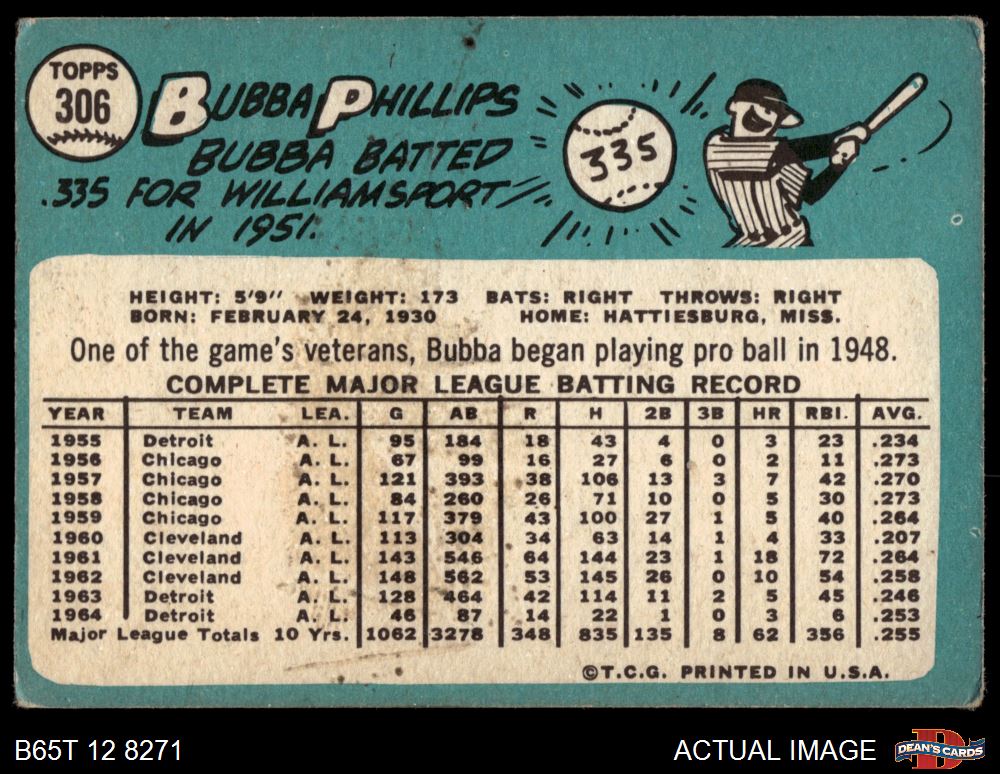 TOPPS
306
BUBBA PHILLIPS
BUBBA BATTED
.335 FOR WILLIAMSPORT
IN 1951.
335
HEIGHT: 5'9" WEIGHT: 173 BATS: RIGHT THROWS: RIGHT
BORN: FEBRUARY 24, 1930 HOME: HATTIESBURG, MISS.
One of the game's veterans, Bubba began playing pro ball in 1948.
COMPLETE MAJOR LEAGUE BATTING RECORD
YEAR TEAM LEA. G AB R H 2B 3B HR RBI. AVG.
1955 Detroit A. L. 95 184 18 43 4 0 3 23 .234
1956 Chicago A. L. 67 99 16 27 6 0 2 11 .273
1957 Chicago A. L. 121 393 38 106 13 3 7 42 .270
1958 Chicago A. L. 84 260 26 71 10 0 5 30 .273
1959 Chicago A. L. 117 379 43 100 27 1 5 40 .264
1960 Cleveland A. L. 113 304 34 63 14 1 4 33 .207
1961 Cleveland A. L. 143 546 64 144 23 1 18 72 .264
1962 Cleveland A. L. 148 562 53 145 26 0 10 54 .258
1963 Detroit A. L. 128 464 42 114 11 2 5 45 .246
1964 Detroit A. L. 46 87 14 22 1 0 3 6 .253
Major League Totals 10 Yrs. 1062 3278 348 835 135 8 62 356 .255
©T.C.G. PRINTED IN U.S.A.
B65T 12 8271
ACTUAL IMAGE
D
DEAN'S CARDS